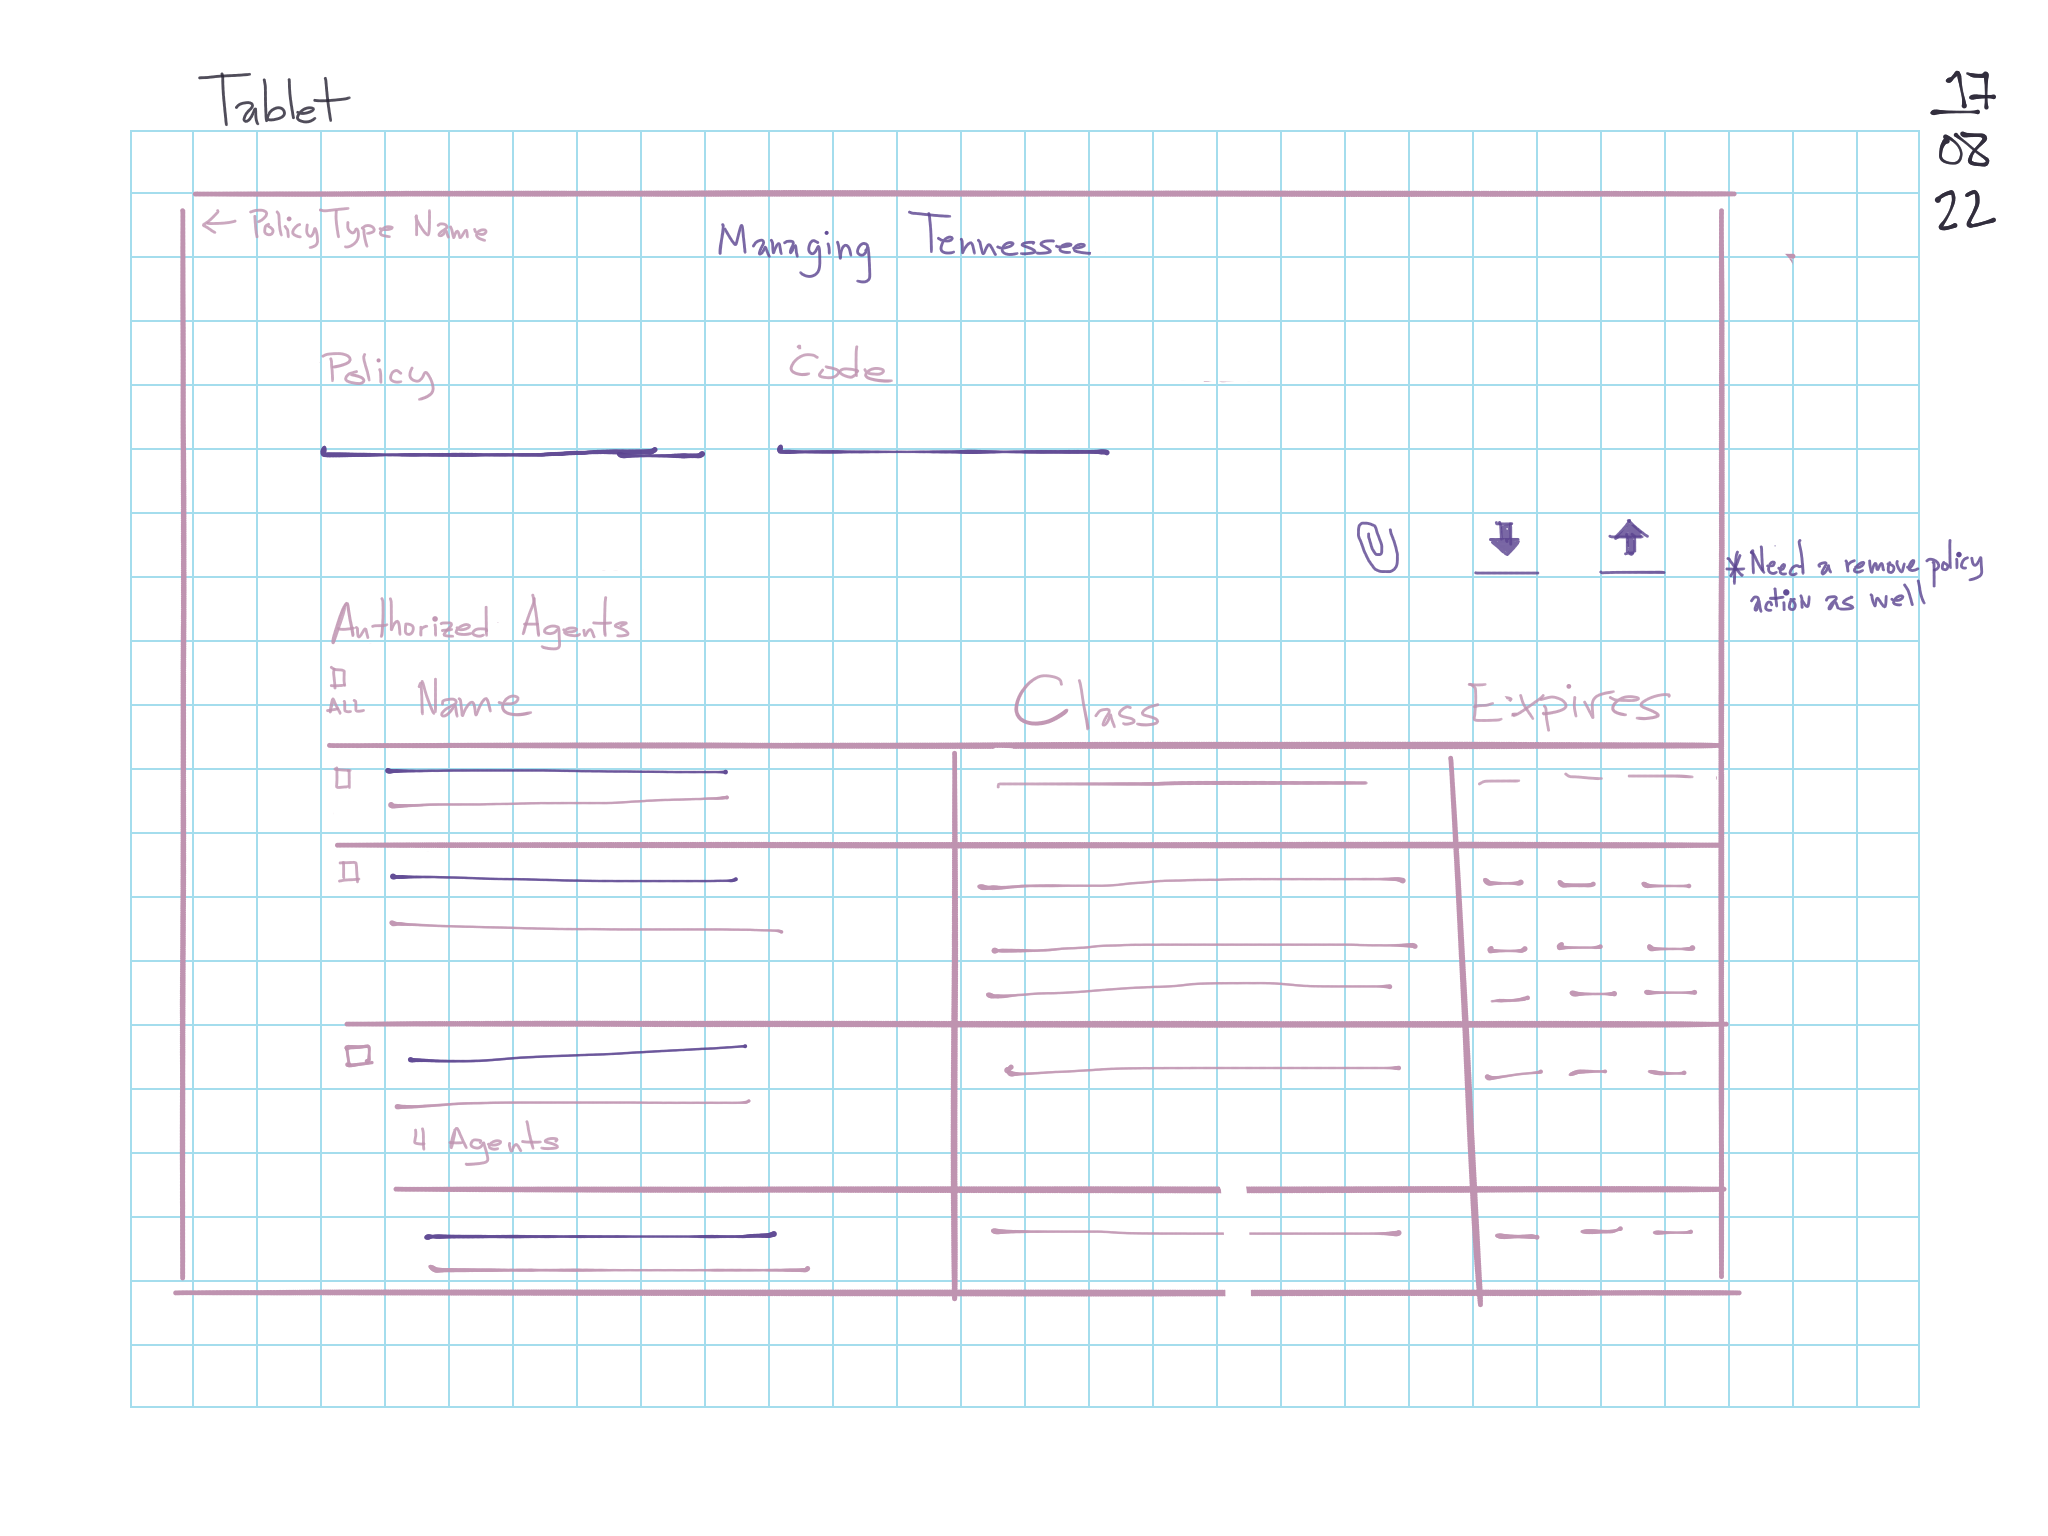 Tablet
17
08
22
← Policy Type Name
Managing Tennessee
Policy
Code
* Need a remove policy
action as well
Authorized Agents
ALL
Name
Class
Expires
4 Agents